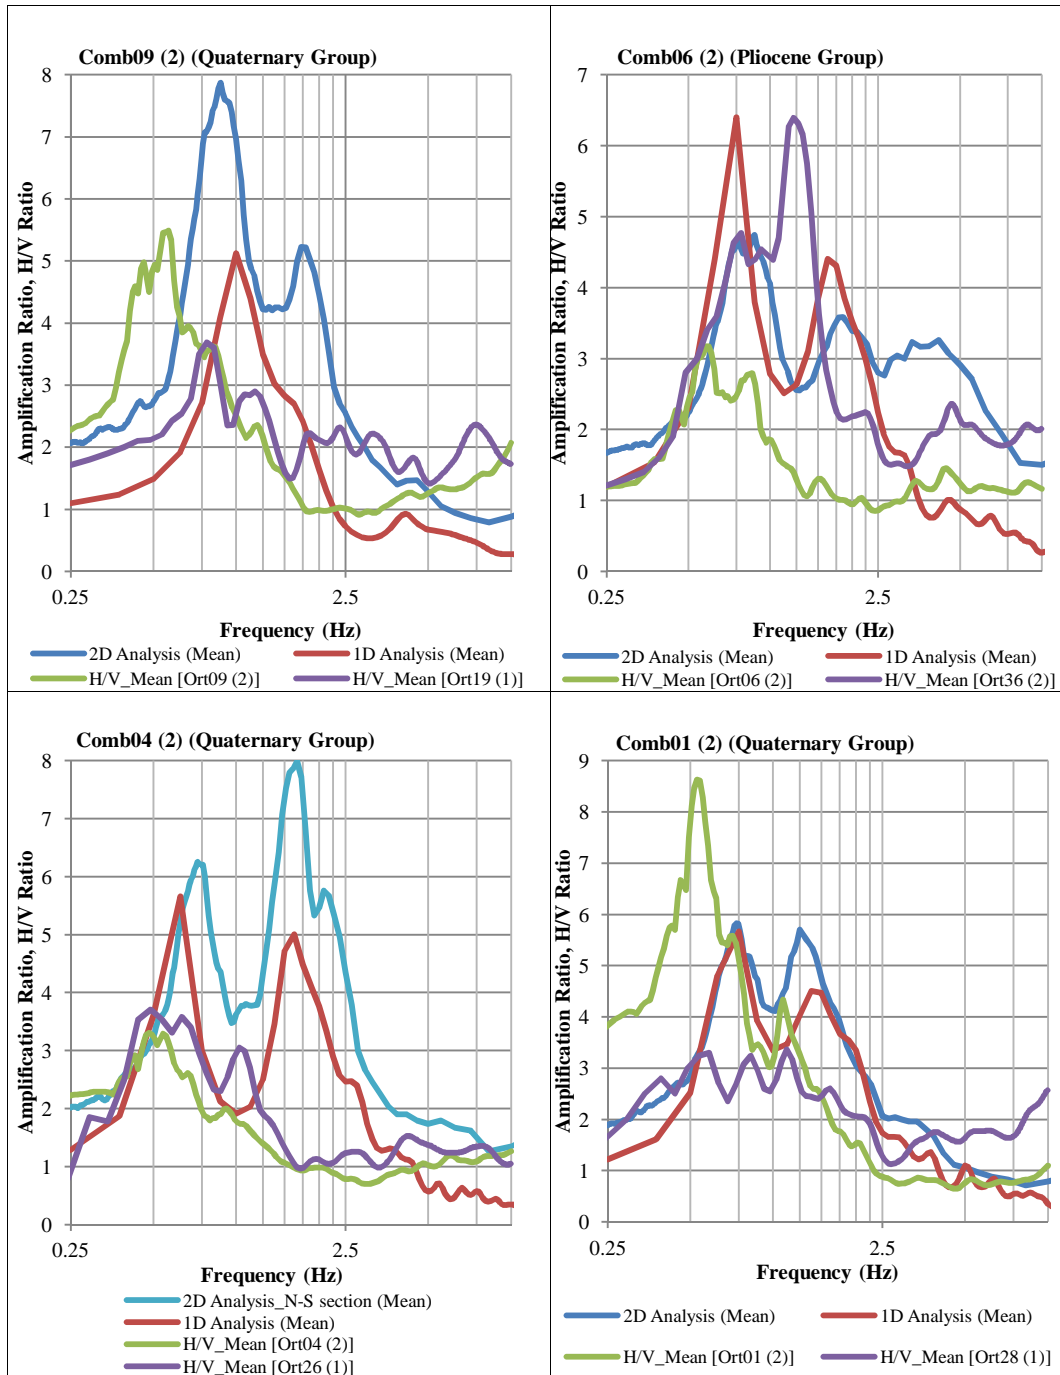 Comb09 (2) (Quaternary Group)
Amplification Ratio, H/V Ratio
8
7
6
5
4
3
2
1
0
0.25
2.5
Frequency (Hz)
2D Analysis (Mean)
1D Analysis (Mean)
H/V_Mean [Ort09 (2)]
H/V_Mean [Ort19 (1)]
Comb06 (2) (Pliocene Group)
Amplification Ratio, H/V Ratio
7
6
5
4
3
2
1
0
0.25
2.5
Frequency (Hz)
2D Analysis (Mean)
1D Analysis (Mean)
H/V_Mean [Ort06 (2)]
H/V_Mean [Ort36 (2)]
Comb04 (2) (Quaternary Group)
Amplification Ratio, H/V Ratio
8
7
6
5
4
3
2
1
0
0.25
2.5
Frequency (Hz)
2D Analysis_N-S section (Mean)
1D Analysis (Mean)
H/V_Mean [Ort04 (2)]
H/V_Mean [Ort26 (1)]
Comb01 (2) (Quaternary Group)
Amplification Ratio, H/V Ratio
9
8
7
6
5
4
3
2
1
0
0.25
2.5
Frequency (Hz)
2D Analysis (Mean)
1D Analysis (Mean)
H/V_Mean [Ort01 (2)]
H/V_Mean [Ort28 (1)]